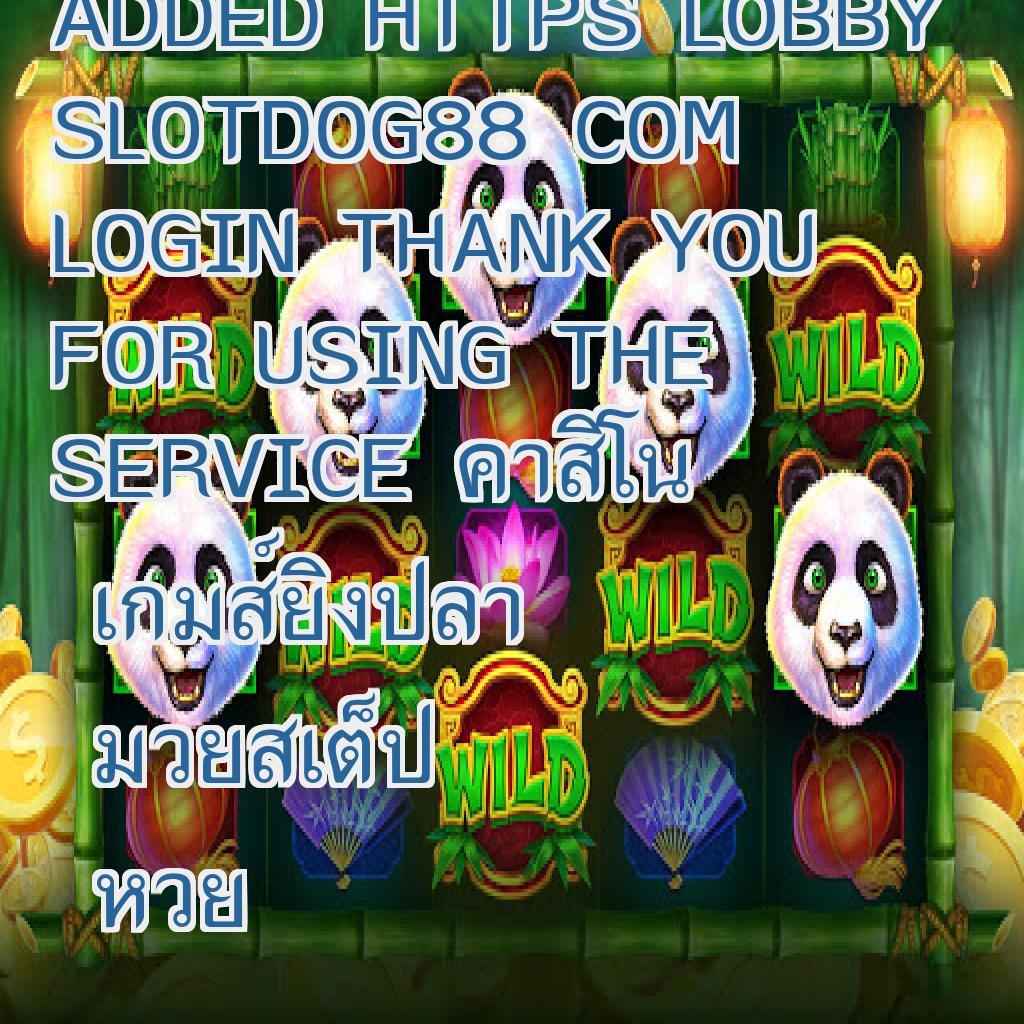 ADDED HTTPS LOBBY
SLOTDOG88 COM
LOGIN THANK YOU
FOR USING THE
SERVICE คาสิโน
เกมส์ยิงปลา
มวยสเต็ป
หวย
WILD
WILD
WILD
WILD
WILD